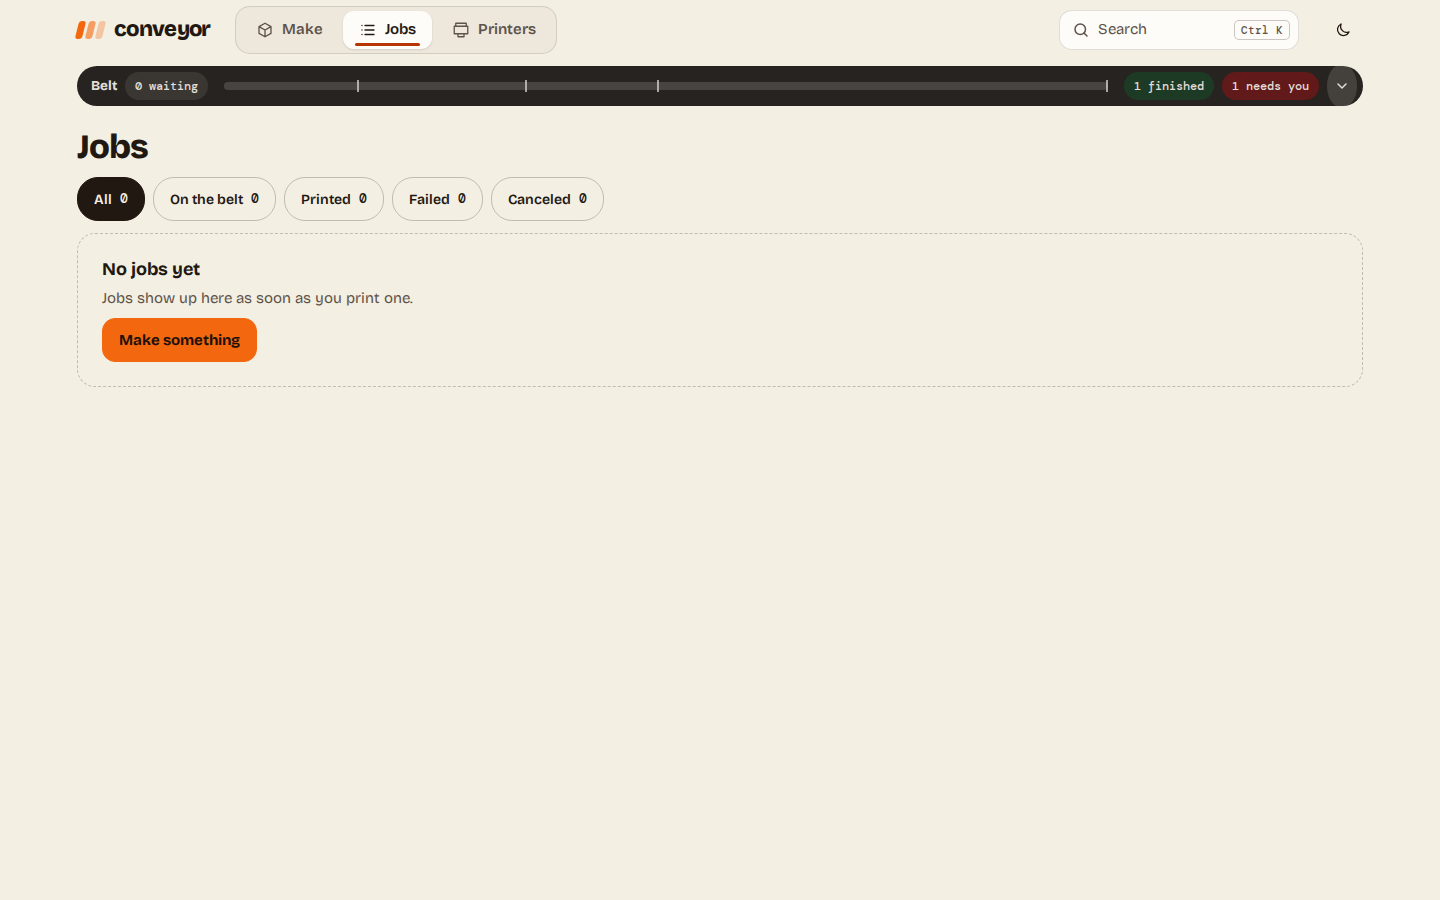 conveyor Make Jobs Printers Search Ctrl K
Belt 0 waiting 1 finished 1 needs you
Jobs
All 0 On the belt 0 Printed 0 Failed 0 Canceled 0
No jobs yet
Jobs show up here as soon as you print one.
Make something